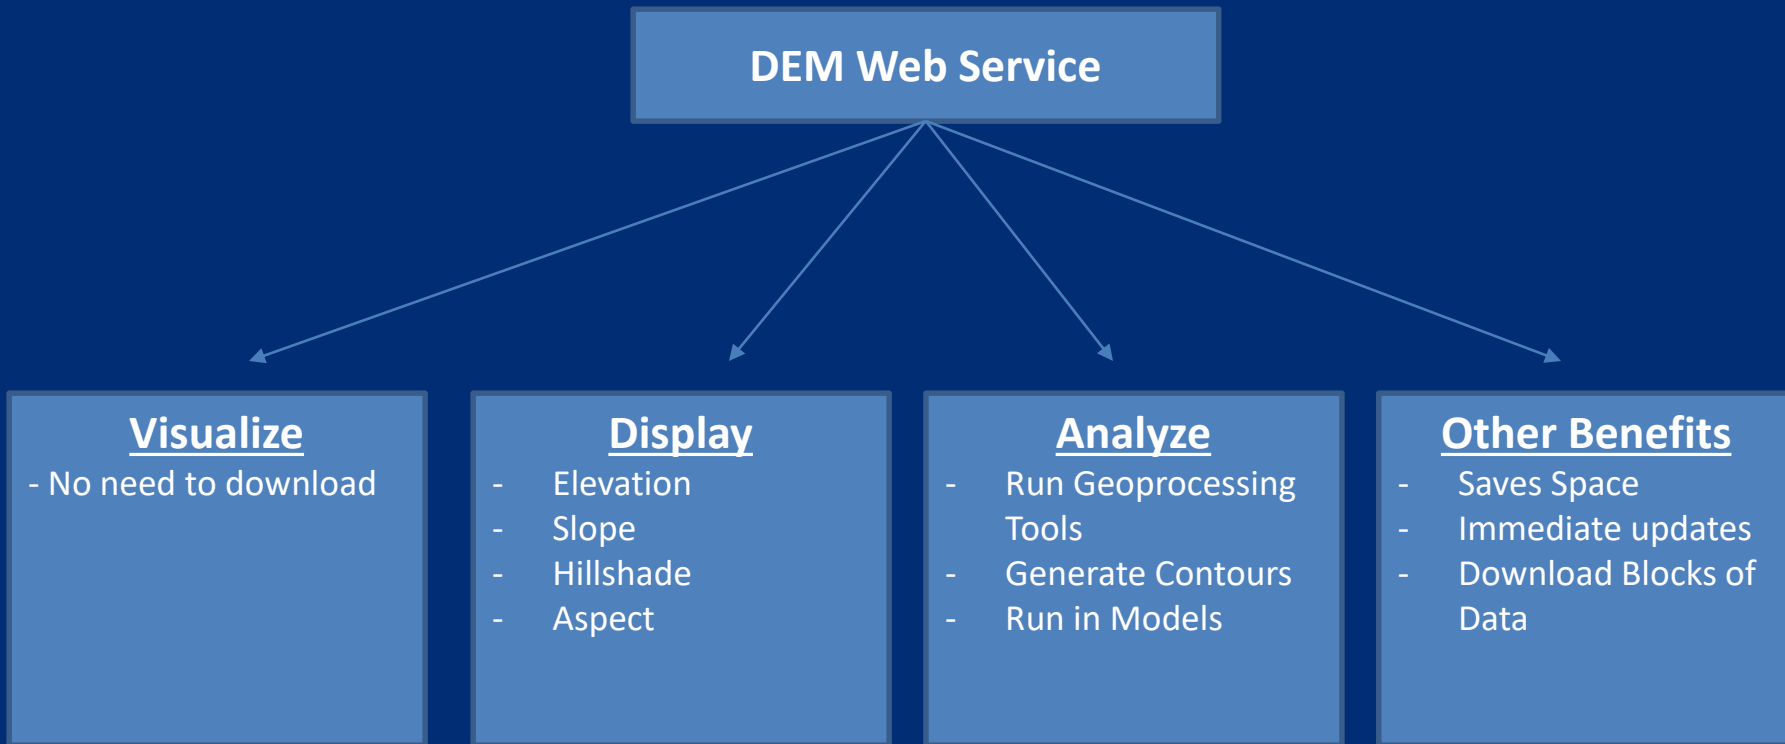 DEM Web Service
Visualize
- No need to download
Display
- Elevation
- Slope
- Hillshade
- Aspect
Analyze
- Run Geoprocessing
Tools
- Generate Contours
- Run in Models
Other Benefits
- Saves Space
- Immediate updates
- Download Blocks of
Data